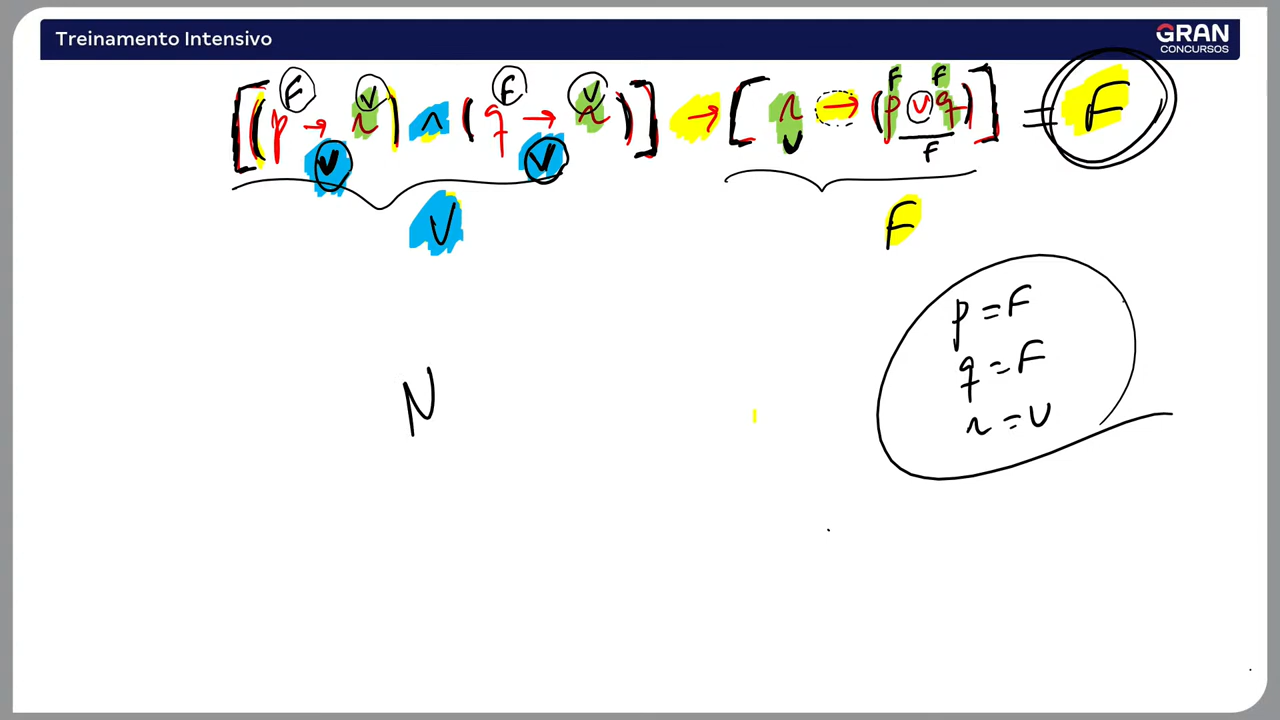 Treinamento Intensivo
GRAN
CONCURSOS
F V F V F F
[(p → r) ∧ (q → r)] → [r → (p ∨ q)] = F
V V V F
V F
p = F
q = F
r = V
N